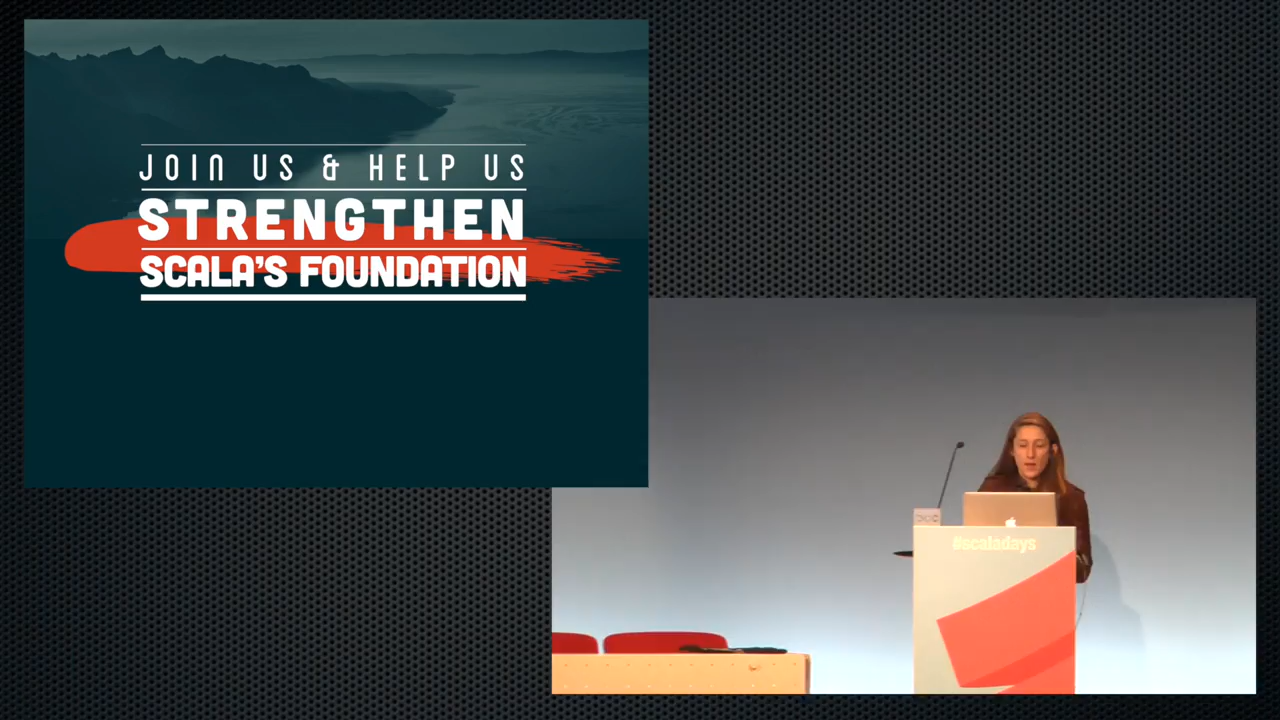 JOIN US & HELP US
STRENGTHEN
SCALA'S FOUNDATION
#scaladays